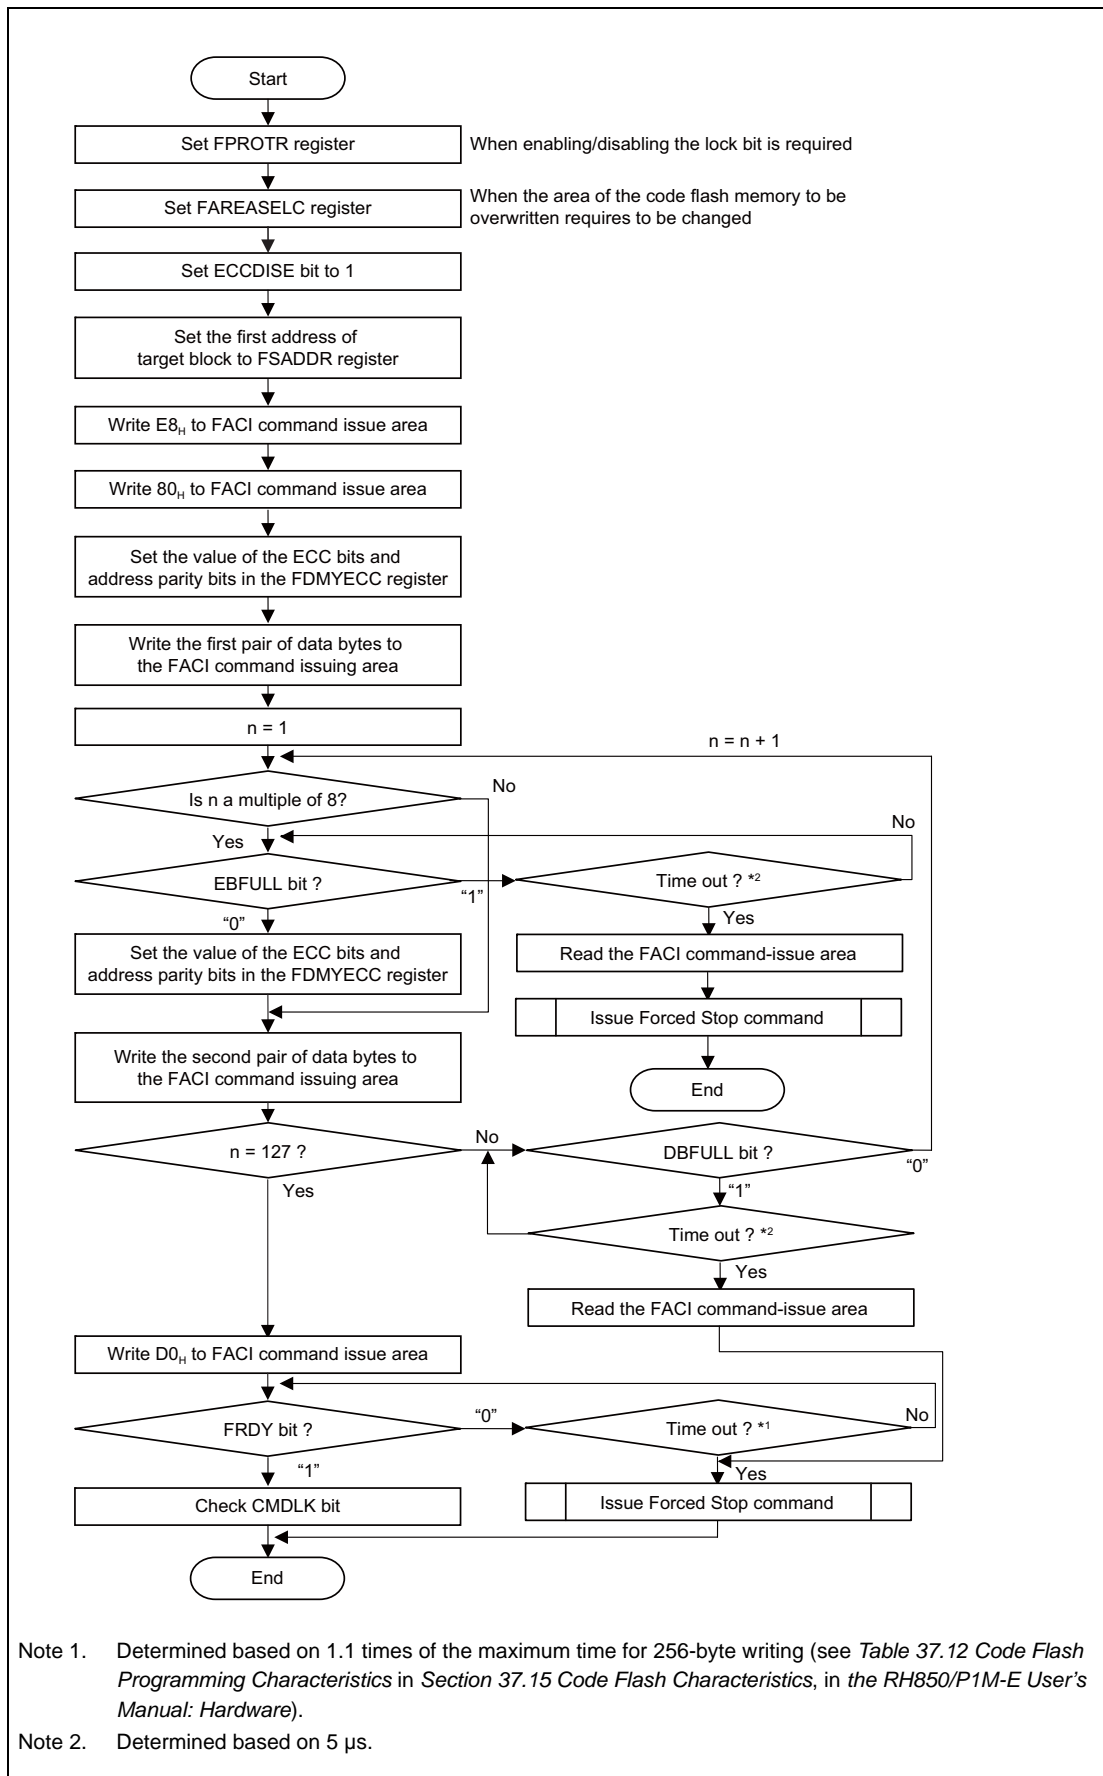 Start
Set FPROTR register
When enabling/disabling the lock bit is required
Set FAREASELC register
When the area of the code flash memory to be
overwritten requires to be changed
Set ECCDISE bit to 1
Set the first address of
target block to FSADDR register
Write E8H to FACI command issue area
Write 80H to FACI command issue area
Set the value of the ECC bits and
address parity bits in the FDMYECC register
Write the first pair of data bytes to
the FACI command issuing area
n = 1
n = n + 1
Is n a multiple of 8?
No
Yes
No
EBFULL bit ?
“1”
Time out ? *2
“0”
Yes
Set the value of the ECC bits and
address parity bits in the FDMYECC register
Read the FACI command-issue area
Issue Forced Stop command
End
Write the second pair of data bytes to
the FACI command issuing area
n = 127 ?
No
DBFULL bit ?
“0”
Yes
“1”
Time out ? *2
Yes
Read the FACI command-issue area
Write D0H to FACI command issue area
FRDY bit ?
“0”
Time out ? *1
No
“1”
Yes
Check CMDLK bit
Issue Forced Stop command
End
Note 1. Determined based on 1.1 times of the maximum time for 256-byte writing (see Table 37.12 Code Flash
Programming Characteristics in Section 37.15 Code Flash Characteristics, in the RH850/P1M-E User’s
Manual: Hardware).
Note 2. Determined based on 5 µs.